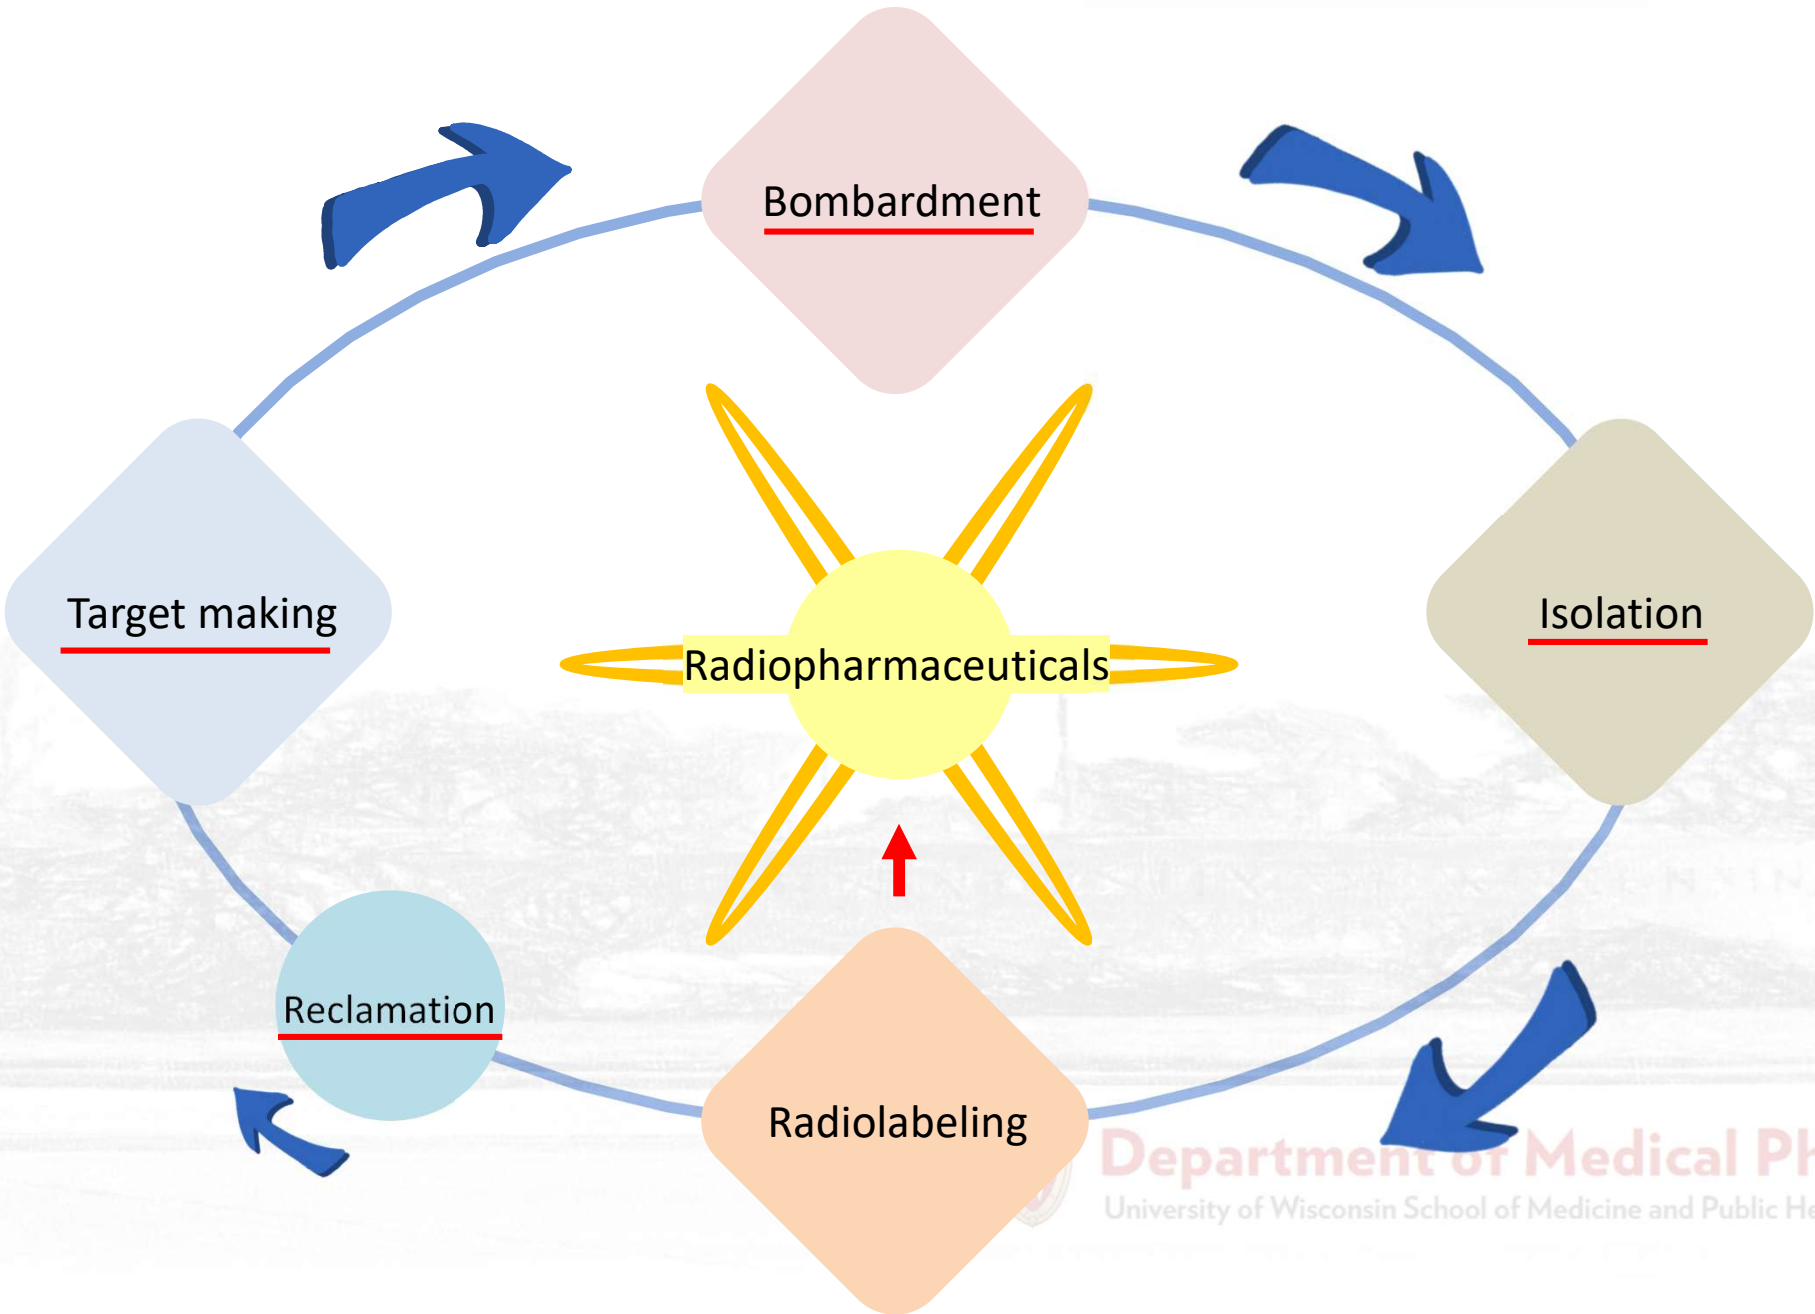 Bombardment
Target making
Isolation
Radiopharmaceuticals
Reclamation
Radiolabeling
Department of Medical Ph
University of Wisconsin School of Medicine and Public He